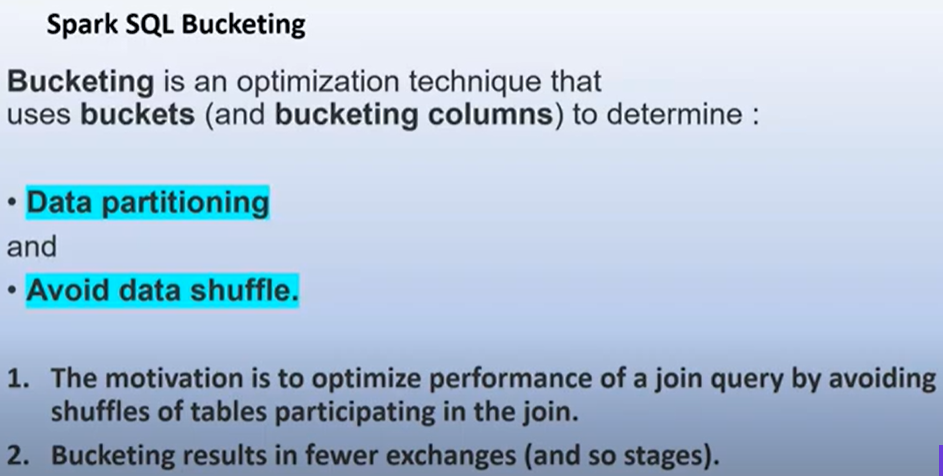 Spark SQL Bucketing
Bucketing is an optimization technique that
uses buckets (and bucketing columns) to determine :
• Data partitioning
and
• Avoid data shuffle.
1. The motivation is to optimize performance of a join query by avoiding
shuffles of tables participating in the join.
2. Bucketing results in fewer exchanges (and so stages).